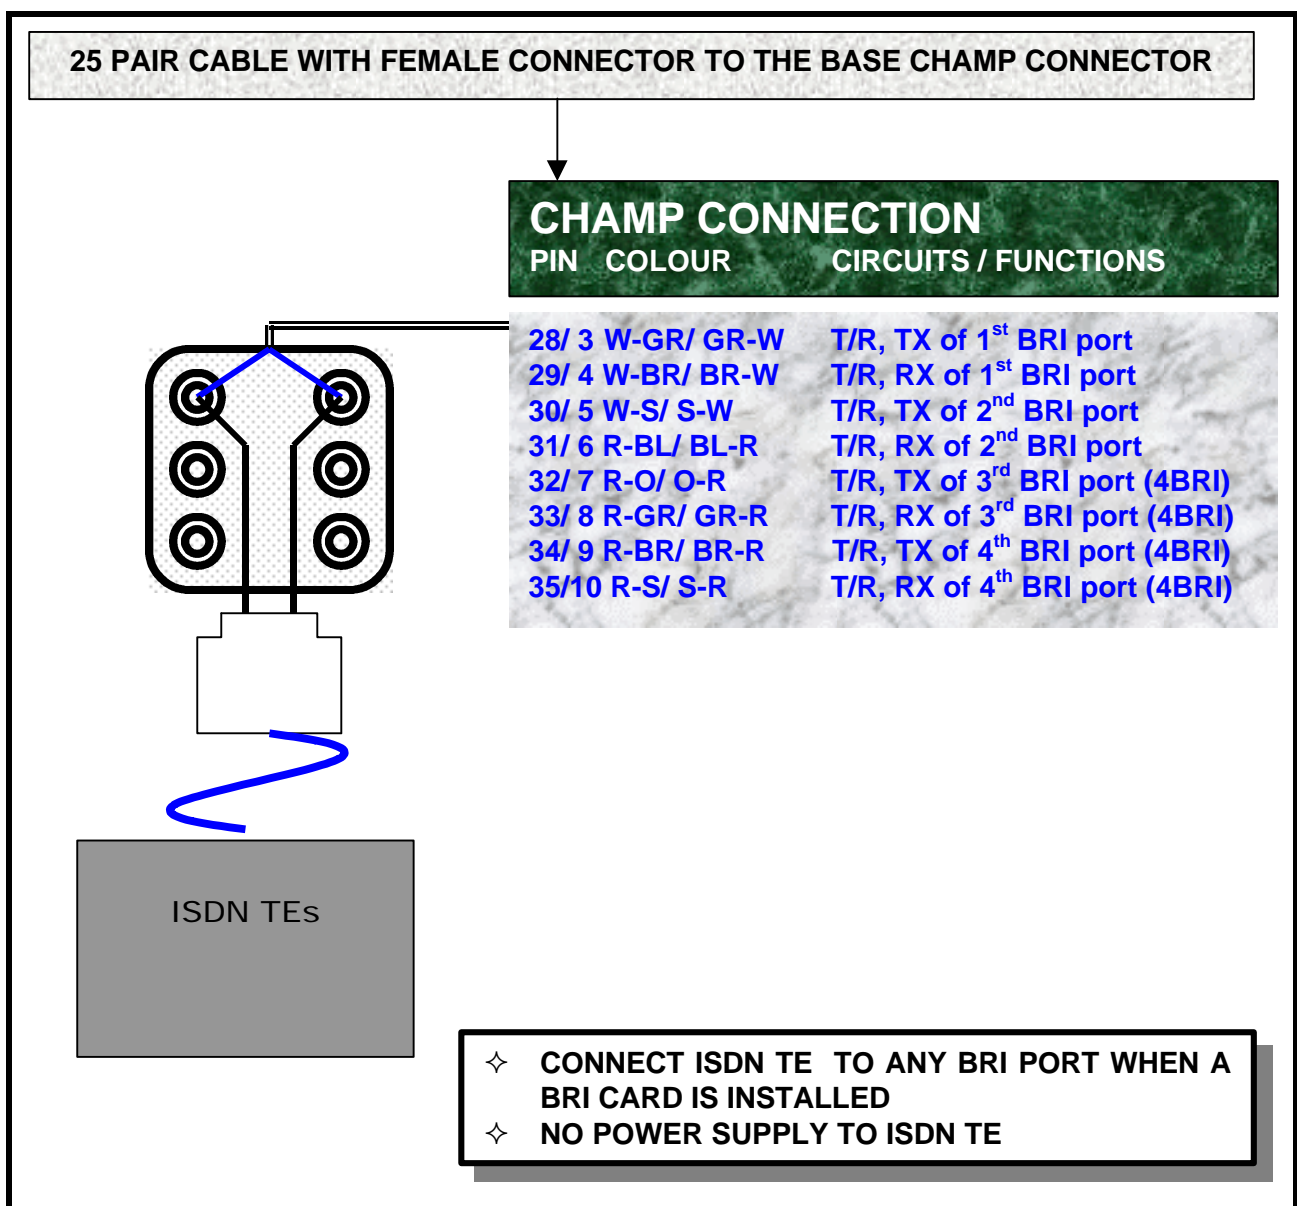 25 PAIR CABLE WITH FEMALE CONNECTOR TO THE BASE CHAMP CONNECTOR
CHAMP CONNECTION
PIN COLOUR CIRCUITS / FUNCTIONS
28/ 3 W-GR/ GR-W T/R, TX of 1st BRI port
29/ 4 W-BR/ BR-W T/R, RX of 1st BRI port
30/ 5 W-S/ S-W T/R, TX of 2nd BRI port
31/ 6 R-BL/ BL-R T/R, RX of 2nd BRI port
32/ 7 R-O/ O-R T/R, TX of 3rd BRI port (4BRI)
33/ 8 R-GR/ GR-R T/R, RX of 3rd BRI port (4BRI)
34/ 9 R-BR/ BR-R T/R, TX of 4th BRI port (4BRI)
35/10 R-S/ S-R T/R, RX of 4th BRI port (4BRI)
ISDN TEs
✧ CONNECT ISDN TE TO ANY BRI PORT WHEN A
BRI CARD IS INSTALLED
✧ NO POWER SUPPLY TO ISDN TE